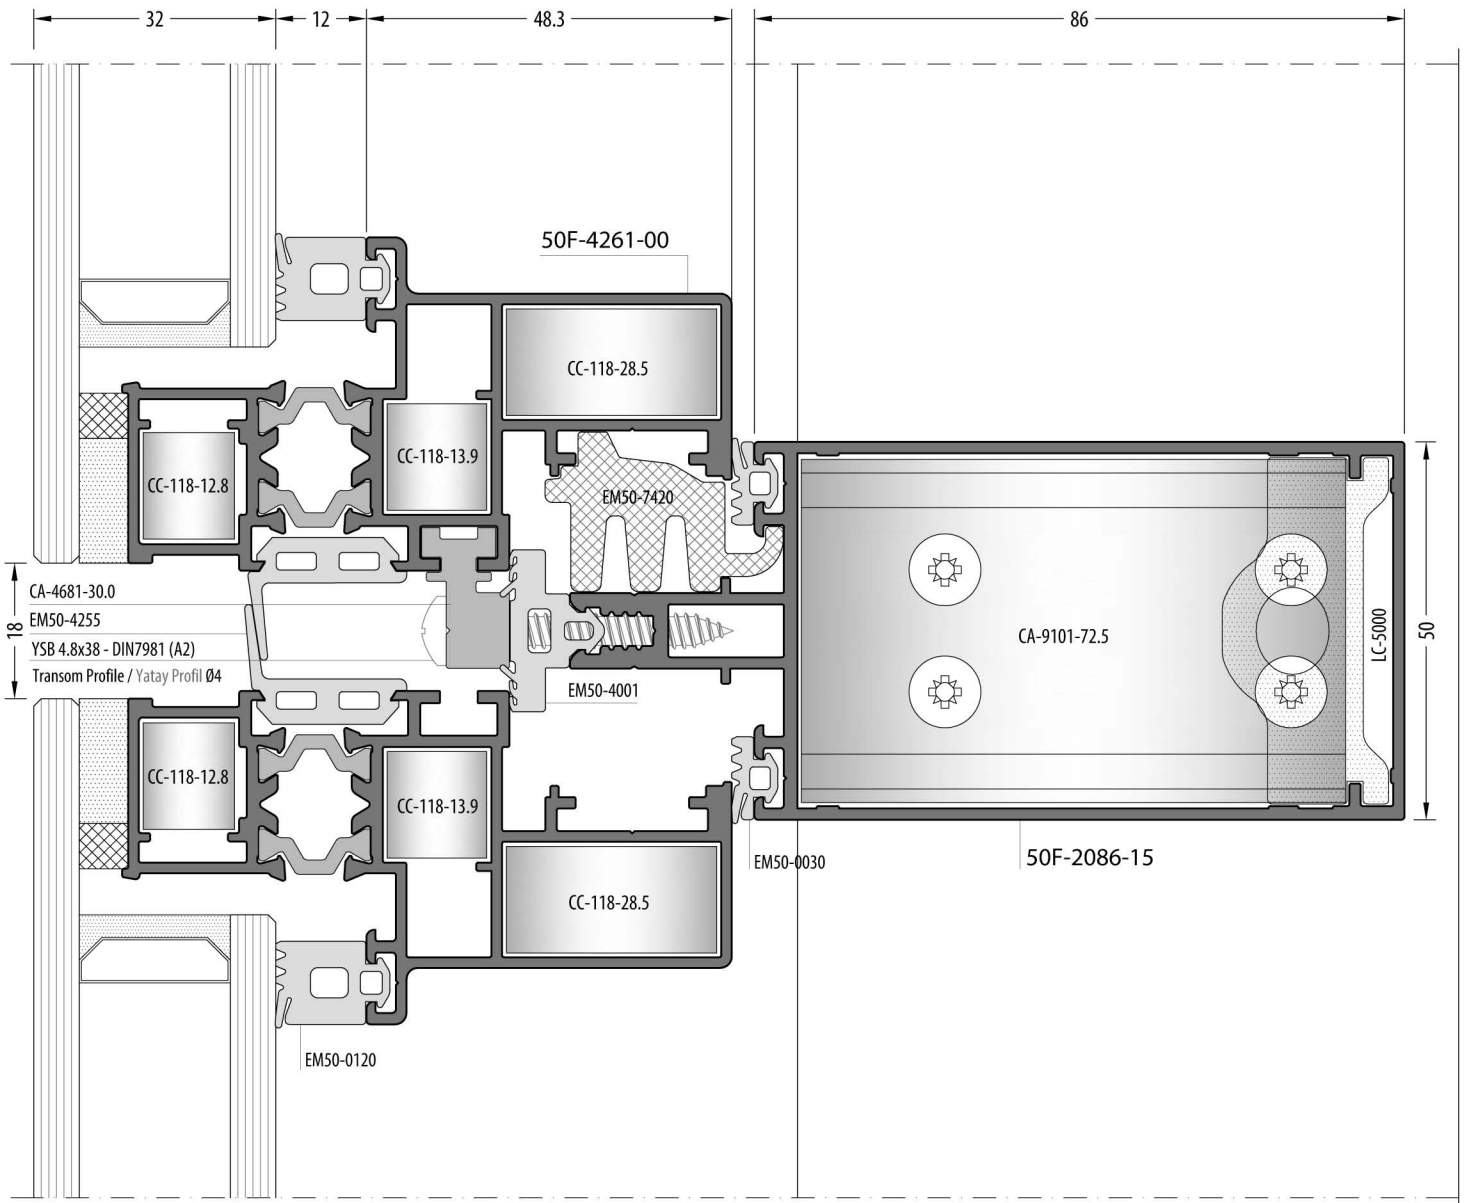 32
12
48.3
86
50F-4261-00
CC-118-28.5
CC-118-13.9
CC-118-12.8
EM50-7420
CA-4681-30.0
EM50-4255
YSB 4.8x38 - DIN7981 (A2)
Transom Profile / Yatay Profil Ø4
18
CA-9101-72.5
LC-5000
50
EM50-4001
CC-118-12.8
CC-118-13.9
EM50-0030
50F-2086-15
CC-118-28.5
EM50-0120